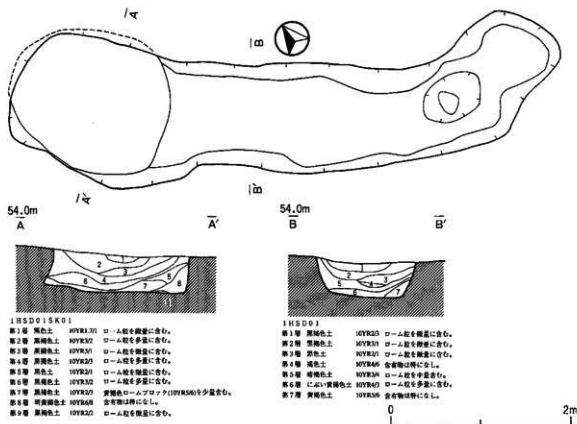 A
B
A'
B'
54.0m
A A'
54.0m
B B'
1 2 3 4 5 6 8
1 2 3 4 5 6 7
1HSD01SK01
第1層 黒色土 10YR1.7/1 ローム粒を微量に含む。
第2層 黒褐色土 10YR3/2 ローム粒を多量に含む。
第3層 黒褐色土 10YR3/1 ローム粒を微量に含む。
第4層 黒褐色土 10YR2/3 ローム粒を多量に含む。
第5層 黒色土 10YR2/1 ローム粒を微量に含む。
第6層 黒褐色土 10YR3/2 ローム粒を多量に含む。
第7層 黒褐色土 10YR2/3 黄褐色ロームブロック(10YR5/6)を少量含む。
第8層 明黄褐色土 10YR6/8 含有物は特になし。
第9層 黒褐色土 10YR2/2 ローム粒を微量に含む。
1HSD01
第1層 黒褐色土 10YR2/3 ローム粒を微量に含む。
第2層 黒褐色土 10YR3/1 ローム粒を微量に含む。
第3層 黒色土 10YR2/1 ローム粒を微量に含む。
第4層 褐色土 10YR4/6 含有物は特になし。
第5層 暗褐色土 ローム粒を中量含む。
第6層 にぶい黄褐色土 ローム粒を多量に含む。
第7層 黄褐色土 含有物は特になし。
0 2m